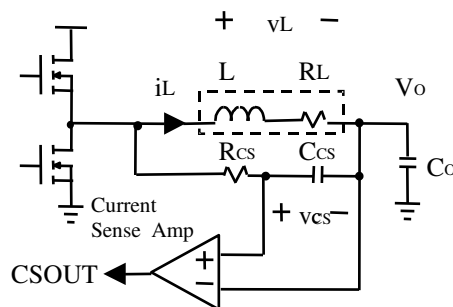 + vL −
iL L RL VO
RCS CCS
CO
Current
Sense Amp
+ vcs −
CSOUT
+
−